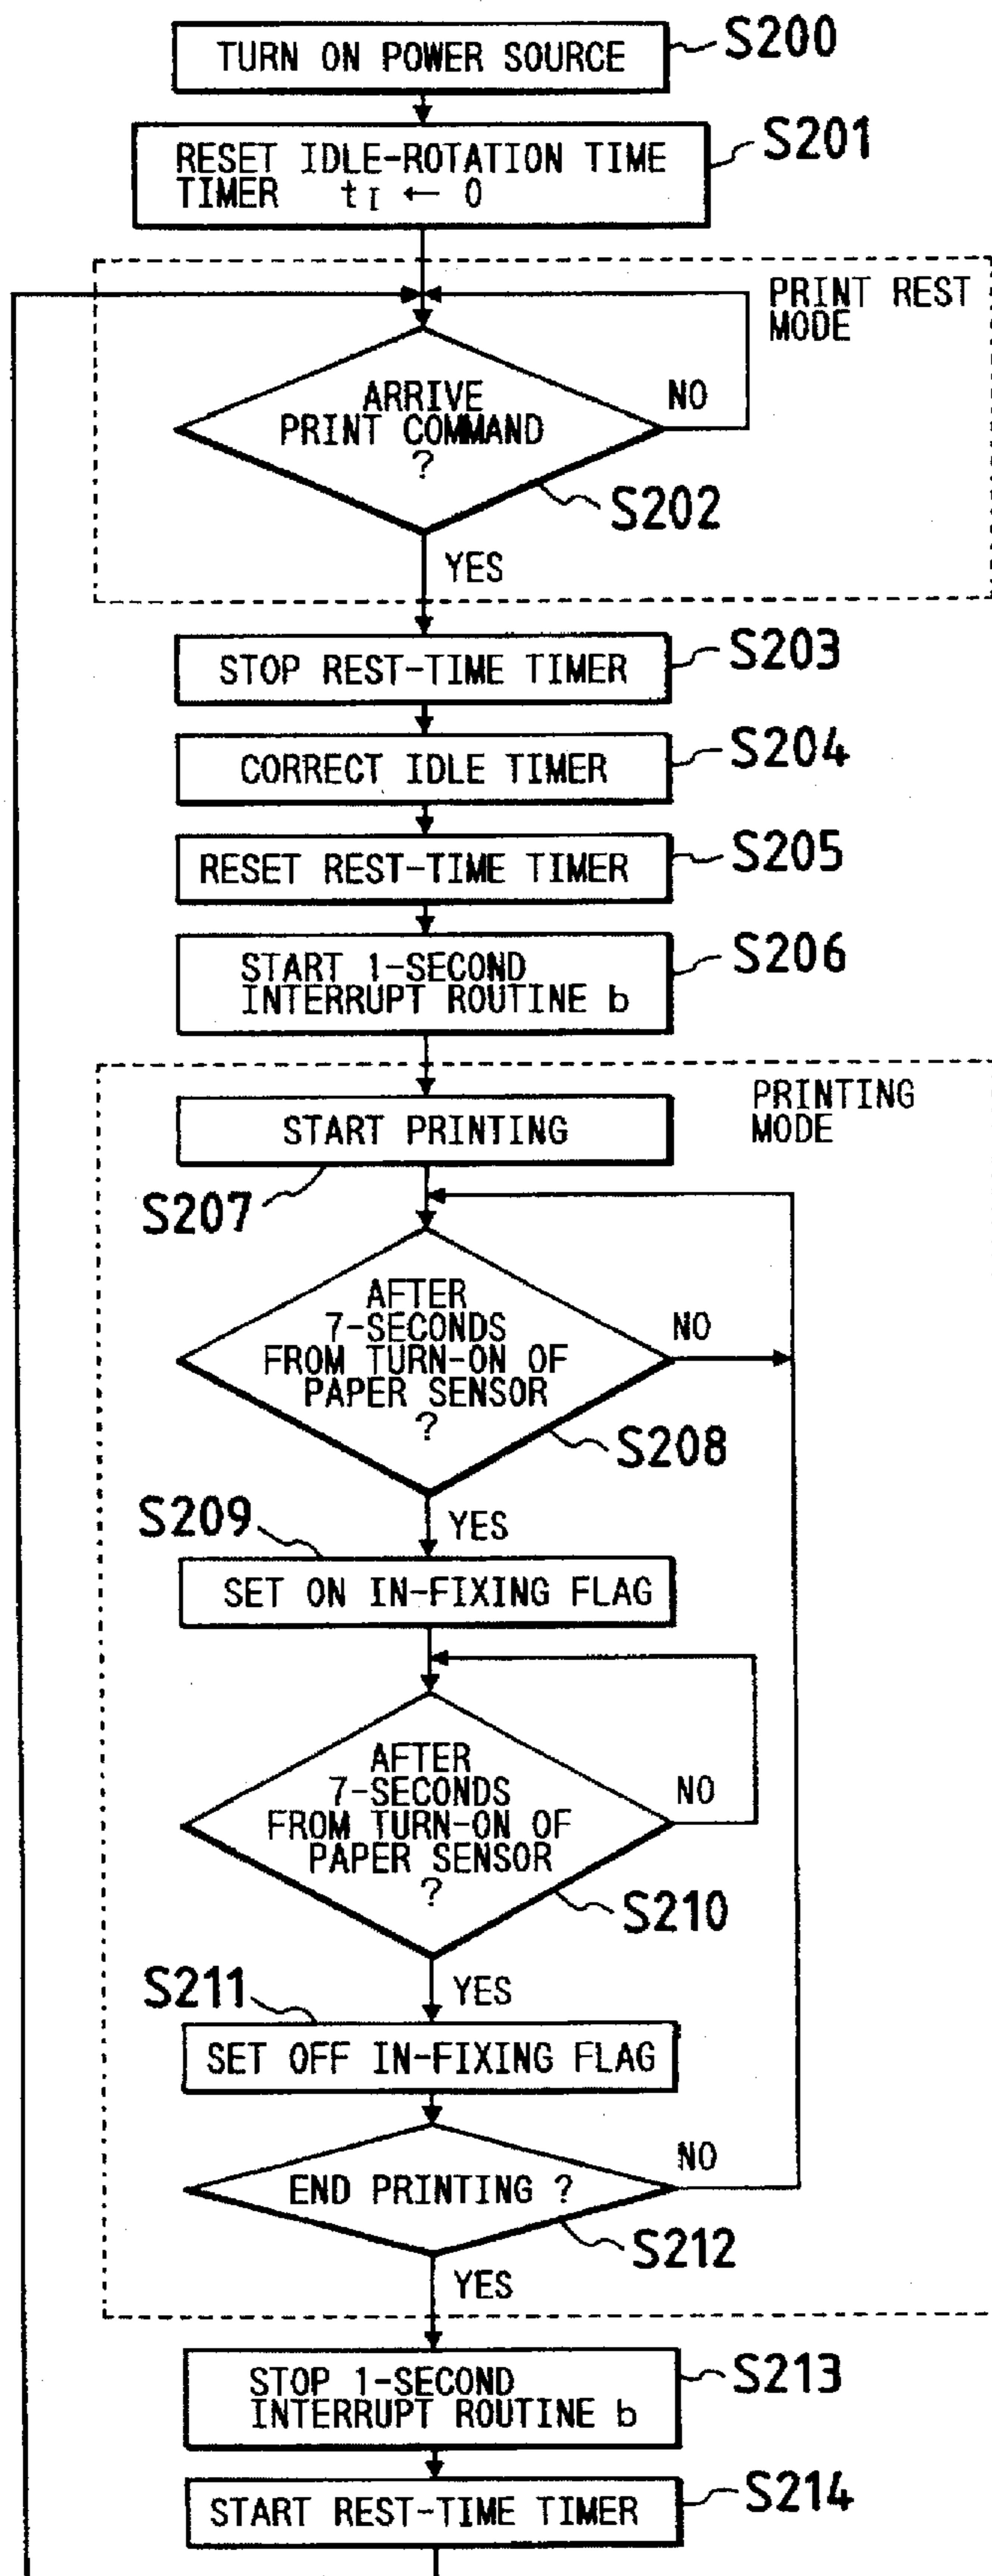 TURN ON POWER SOURCE
S200
RESET IDLE-ROTATION TIME
TIMER tI ← 0
S201
PRINT REST
MODE
ARRIVE
PRINT COMMAND
?
NO
S202
YES
STOP REST-TIME TIMER
S203
CORRECT IDLE TIMER
S204
RESET REST-TIME TIMER
S205
START 1-SECOND
INTERRUPT ROUTINE b
S206
PRINTING
MODE
START PRINTING
S207
AFTER
7-SECONDS
FROM TURN-ON OF
PAPER SENSOR
?
NO
S208
YES
S209
SET ON IN-FIXING FLAG
AFTER
7-SECONDS
FROM TURN-ON OF
PAPER SENSOR
?
NO
S210
YES
S211
SET OFF IN-FIXING FLAG
END PRINTING ?
NO
S212
YES
STOP 1-SECOND
INTERRUPT ROUTINE b
S213
START REST-TIME TIMER
S214